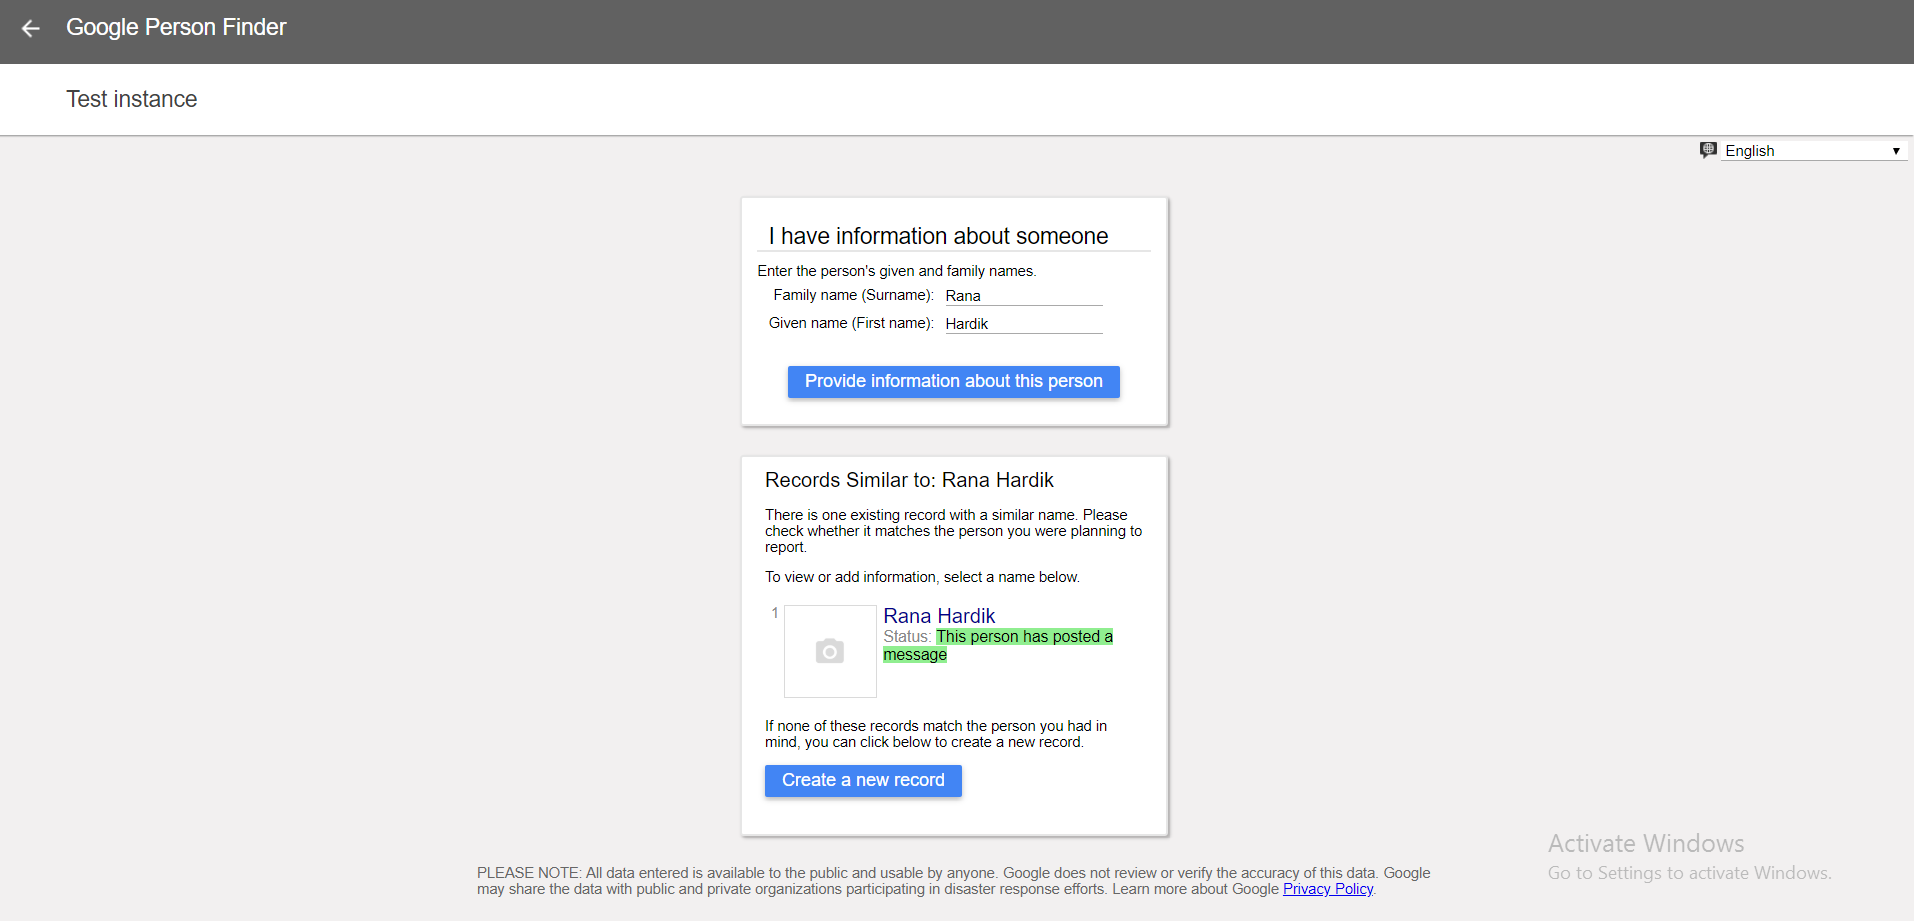 Google Person Finder
Test instance
English
I have information about someone
Enter the person's given and family names.
Family name (Surname): Rana
Given name (First name): Hardik
Provide information about this person
Records Similar to: Rana Hardik
There is one existing record with a similar name. Please
check whether it matches the person you were planning to
report.
To view or add information, select a name below.
1 Rana Hardik
Status: This person has posted a
message
If none of these records match the person you had in
mind, you can click below to create a new record.
Create a new record
Activate Windows
Go to Settings to activate Windows.
PLEASE NOTE: All data entered is available to the public and usable by anyone. Google does not review or verify the accuracy of this data. Google
may share the data with public and private organizations participating in disaster response efforts. Learn more about Google Privacy Policy.